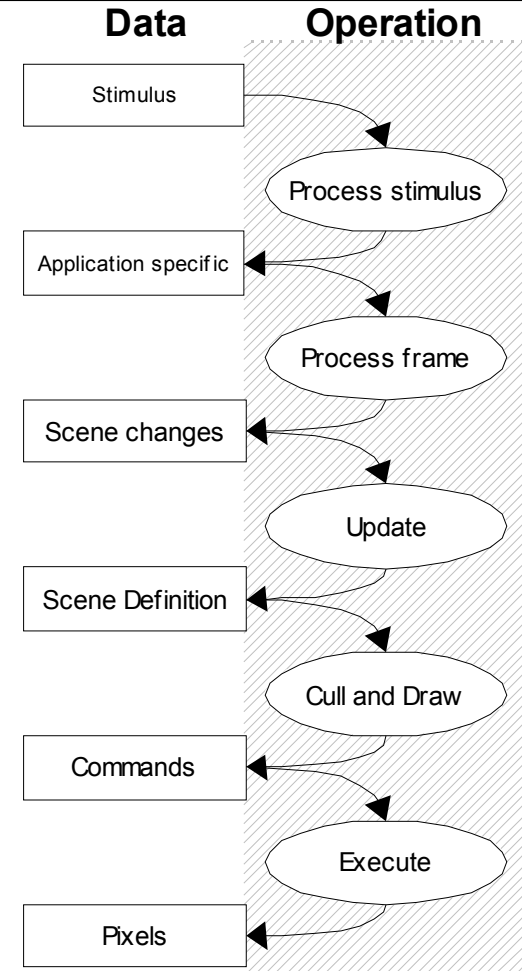 Data Operation
Stimulus
Process stimulus
Application specific
Process frame
Scene changes
Update
Scene Definition
Cull and Draw
Commands
Execute
Pixels